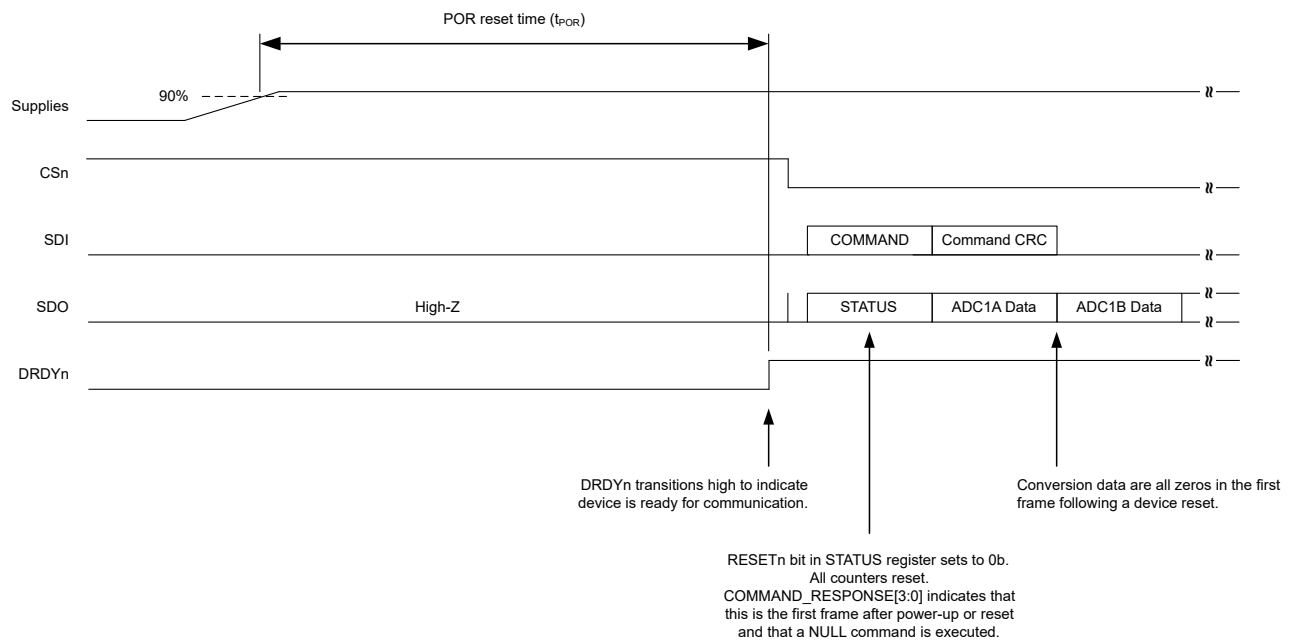 POR reset time (tPOR)
90%
Supplies
CSn
SDI
COMMAND
Command CRC
SDO
High-Z
STATUS
ADC1A Data
ADC1B Data
DRDYn
DRDYn transitions high to indicate
device is ready for communication.
Conversion data are all zeros in the first
frame following a device reset.
RESETn bit in STATUS register sets to 0b.
All counters reset.
COMMAND_RESPONSE[3:0] indicates that
this is the first frame after power-up or reset
and that a NULL command is executed.